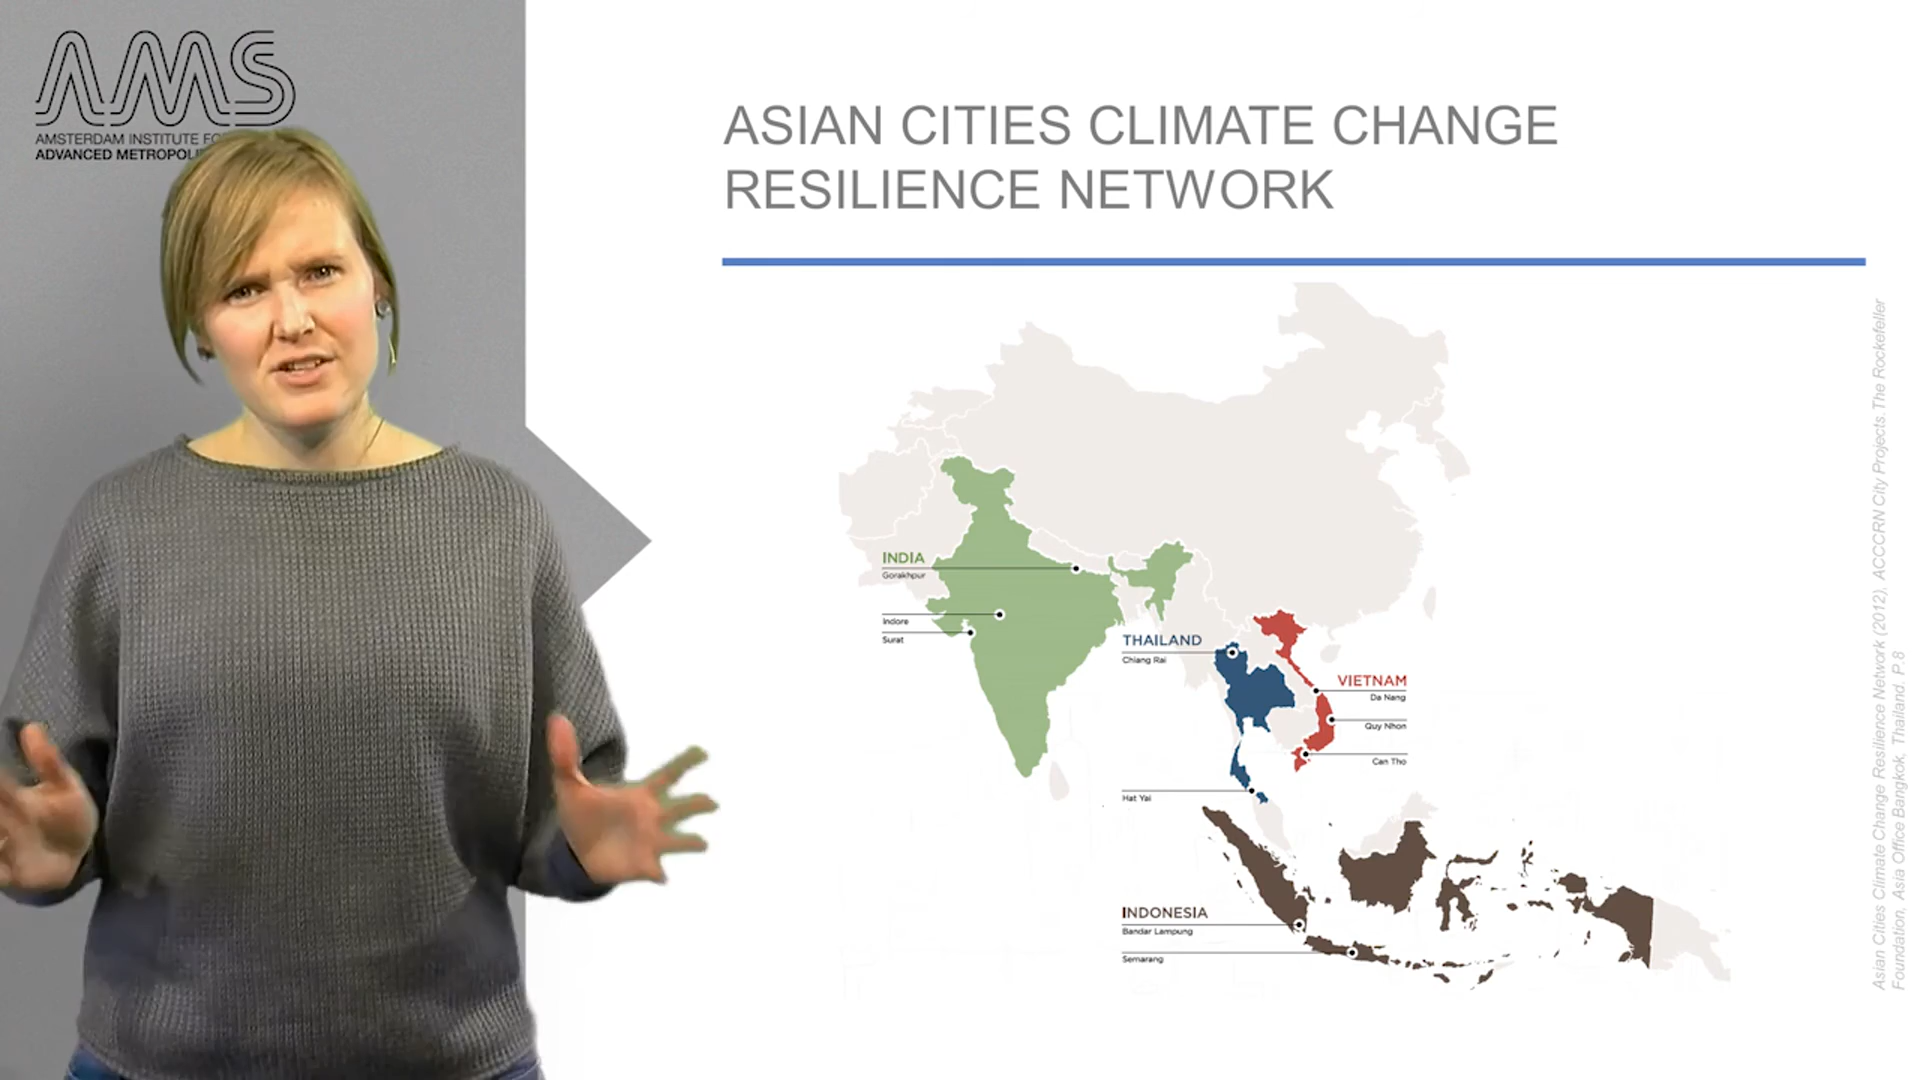 AMS
AMSTERDAM INSTITUTE FO
ADVANCED METROPOLI
ASIAN CITIES CLIMATE CHANGE
RESILIENCE NETWORK
INDIA
Gorakhpur
Indore
Surat
THAILAND
Chiang Rai
Hat Yai
VIETNAM
Da Nang
Quy Nhon
Can Tho
INDONESIA
Bandar Lampung
Semarang
Asian Cities Climate Change Resilience Network (2012), ACCCRN City Projects.The Rockefeller
Foundation, Asia Office Bangkok, Thailand. P.8